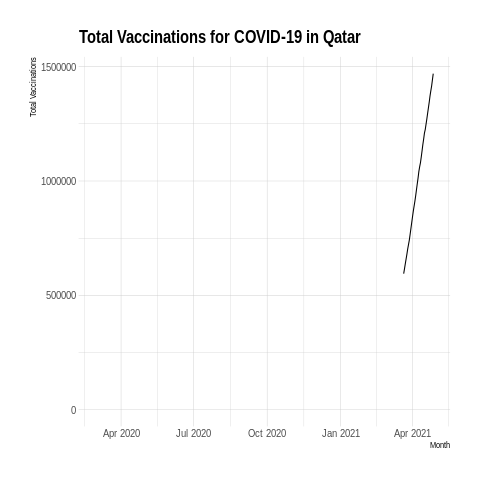 Total Vaccinations for COVID-19 in Qatar
Total Vaccinations
1500000
1000000
500000
0
Apr 2020 Jul 2020 Oct 2020 Jan 2021 Apr 2021
Month